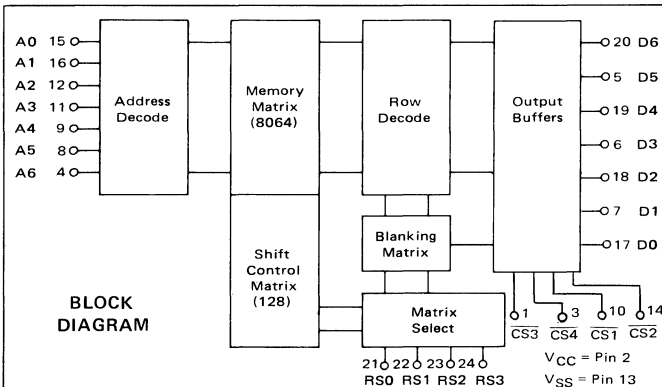 A0 15
A1 16
A2 12
A3 11
A4 9
A5 8
A6 4
Address
Decode
Memory
Matrix
(8064)
Row
Decode
Output
Buffers
20 D6
5 D5
19 D4
6 D3
18 D2
7 D1
17 D0
Shift
Control
Matrix
(128)
Blanking
Matrix
Matrix
Select
BLOCK
DIAGRAM
1 3 10 14
CS3 CS4 CS1 CS2
21 22 23 24
RS0 RS1 RS2 RS3
VCC = Pin 2
VSS = Pin 13